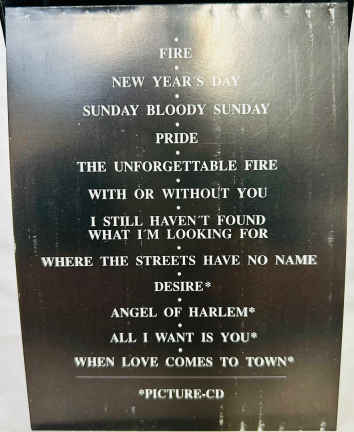 FIRE
NEW YEAR´S DAY
SUNDAY BLOODY SUNDAY
PRIDE
THE UNFORGETTABLE FIRE
WITH OR WITHOUT YOU
I STILL HAVEN´T FOUND
WHAT I´M LOOKING FOR
WHERE THE STREETS HAVE NO NAME
DESIRE*
ANGEL OF HARLEM*
ALL I WANT IS YOU*
WHEN LOVE COMES TO TOWN*
*PICTURE-CD